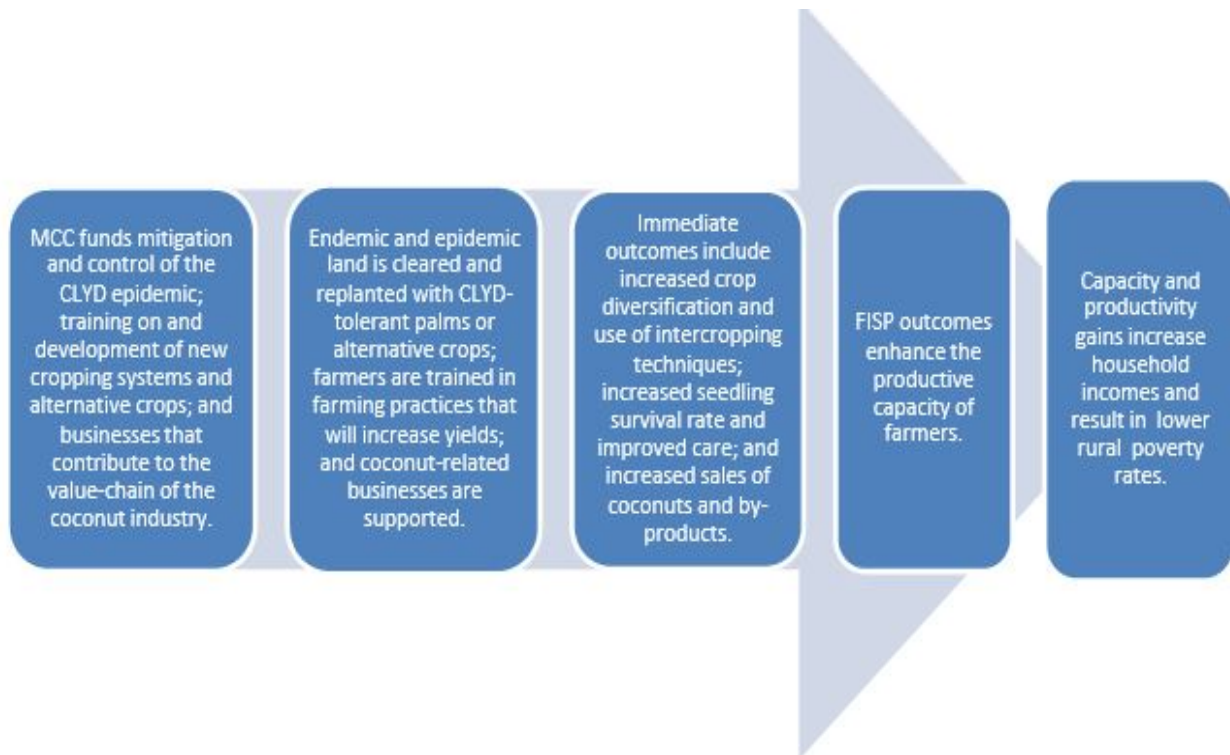 MCC funds mitigation
and control of the
CLYD epidemic;
training on and
development of new
cropping systems and
alternative crops; and
businesses that
contribute to the
value-chain of the
coconut industry.
Endemic and epidemic
land is cleared and
replanted with CLYD-
tolerant palms or
alternative crops;
farmers are trained in
farming practices that
will increase yields;
and coconut-related
businesses are
supported.
Immediate
outcomes include
increased crop
diversification and
use of intercropping
techniques;
increased seedling
survival rate and
improved care; and
increased sales of
coconuts and by-
products.
FISP outcomes
enhance the
productive
capacity of
farmers.
Capacity and
productivity
gains increase
household
incomes and
result in lower
rural poverty
rates.